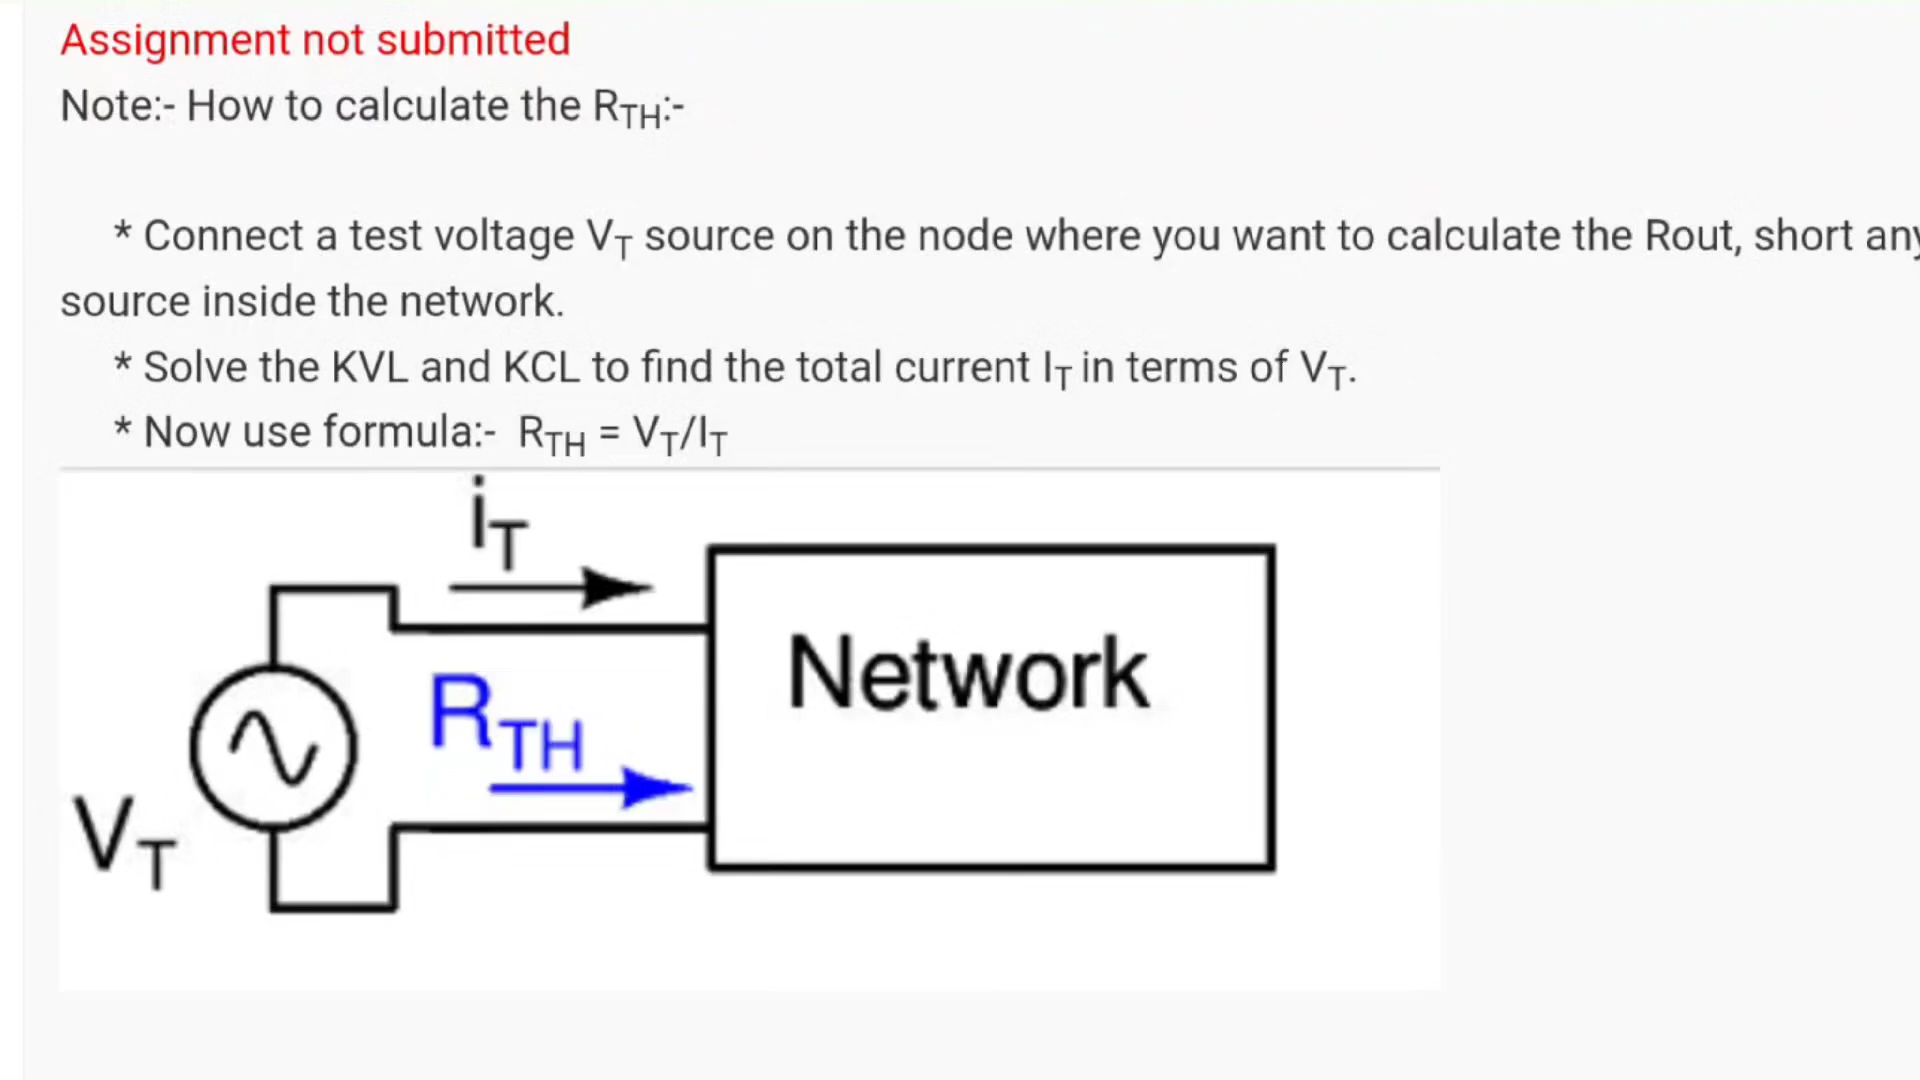 Assignment not submitted
Note:- How to calculate the RTH:-
* Connect a test voltage VT source on the node where you want to calculate the Rout, short any
source inside the network.
* Solve the KVL and KCL to find the total current IT in terms of VT.
* Now use formula:- RTH = VT/IT
iT
Network
RTH
VT